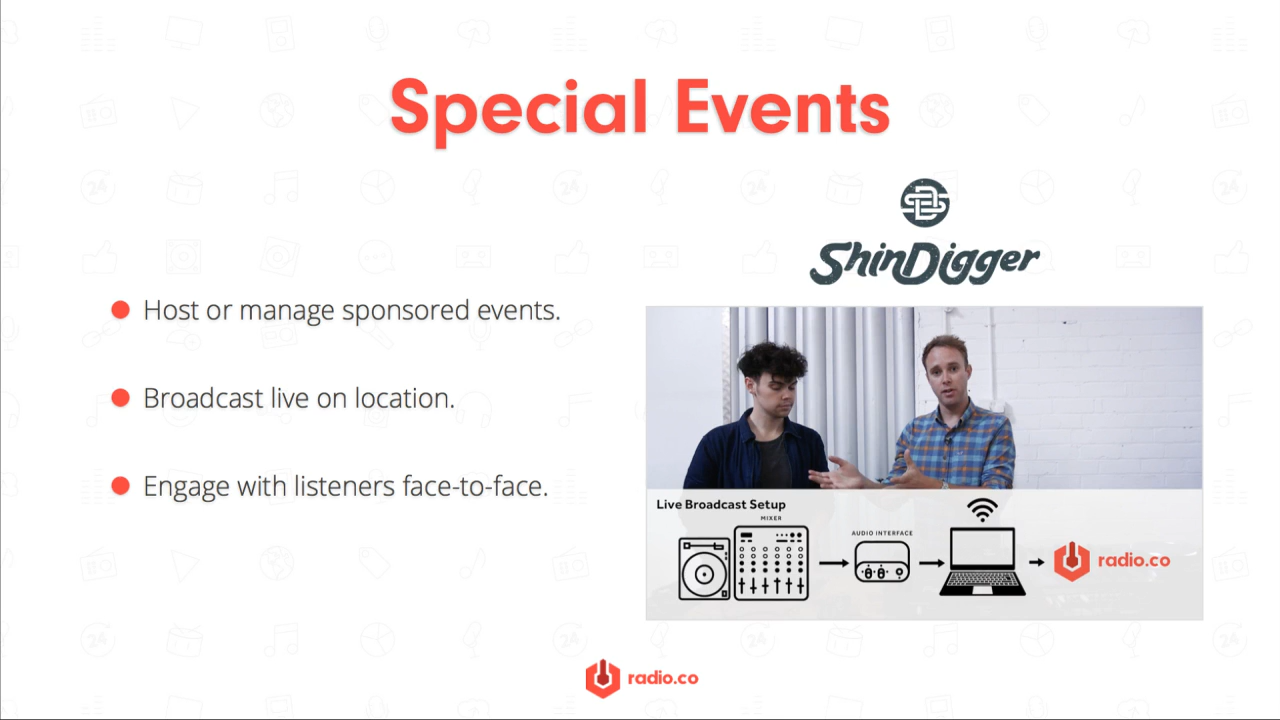 Special Events
ShinDigger
Host or manage sponsored events.
Broadcast live on location.
Engage with listeners face-to-face.
Live Broadcast Setup
MIXER
AUDIO INTERFACE
radio.co
radio.co